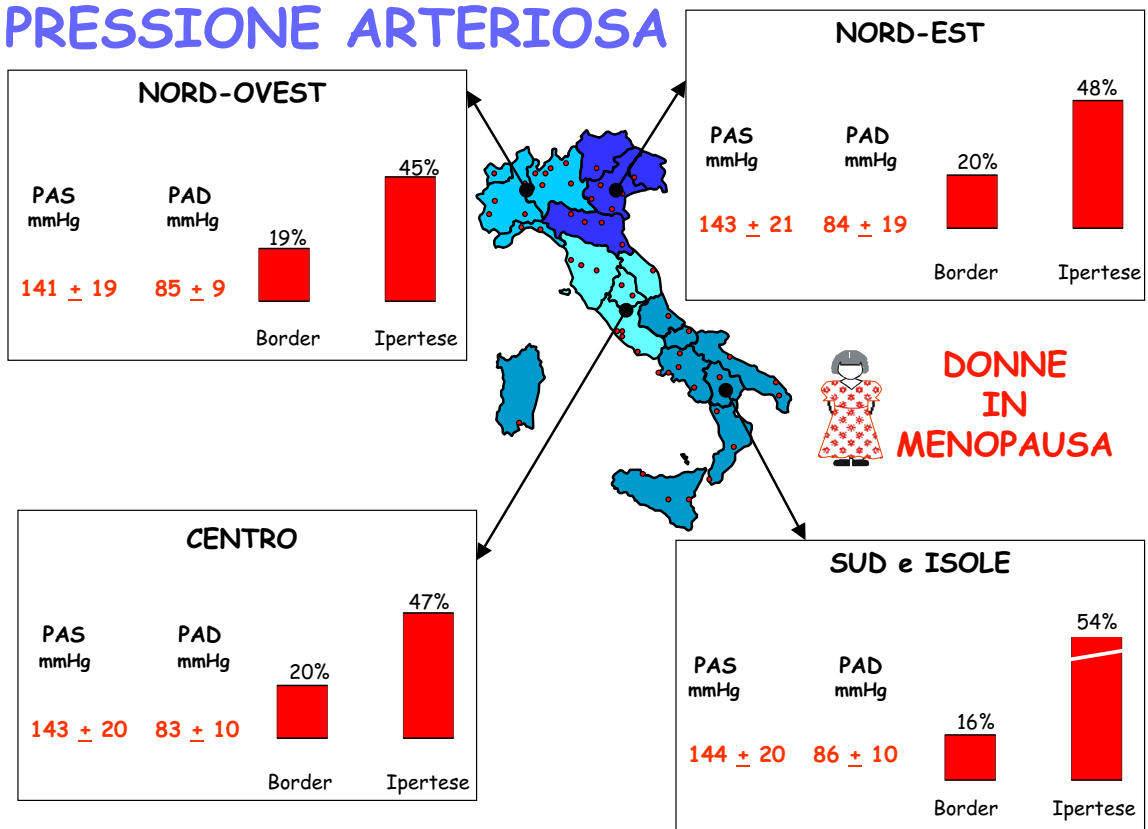 PRESSIONE ARTERIOSA
NORD-OVEST
PAS
mmHg
PAD
mmHg
141 + 19
85 + 9
19%
45%
Border
Ipertese
NORD-EST
PAS
mmHg
PAD
mmHg
143 + 21
84 + 19
20%
48%
Border
Ipertese
DONNE
IN
MENOPAUSA
CENTRO
PAS
mmHg
PAD
mmHg
143 + 20
83 + 10
20%
47%
Border
Ipertese
SUD e ISOLE
PAS
mmHg
PAD
mmHg
144 + 20
86 + 10
16%
54%
Border
Ipertese